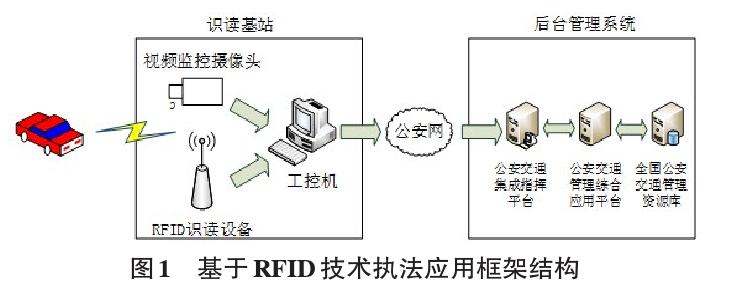 识读基站
后台管理系统
视频监控摄像头
工控机
RFID识读设备
公安网
公安交通
集成指挥
平台
公安交通
管理综合
应用平台
全国公安
交通管理
资源库
图1 基于RFID技术执法应用框架结构